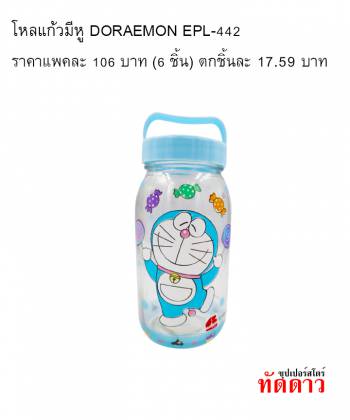 โหลแก้วมีหู DORAEMON EPL-442
ราคาแพคละ 106 บาท (6 ชิ้น) ตกชิ้นละ 17.59 บาท
ซุปเปอร์สโตร์
ทัดดาว